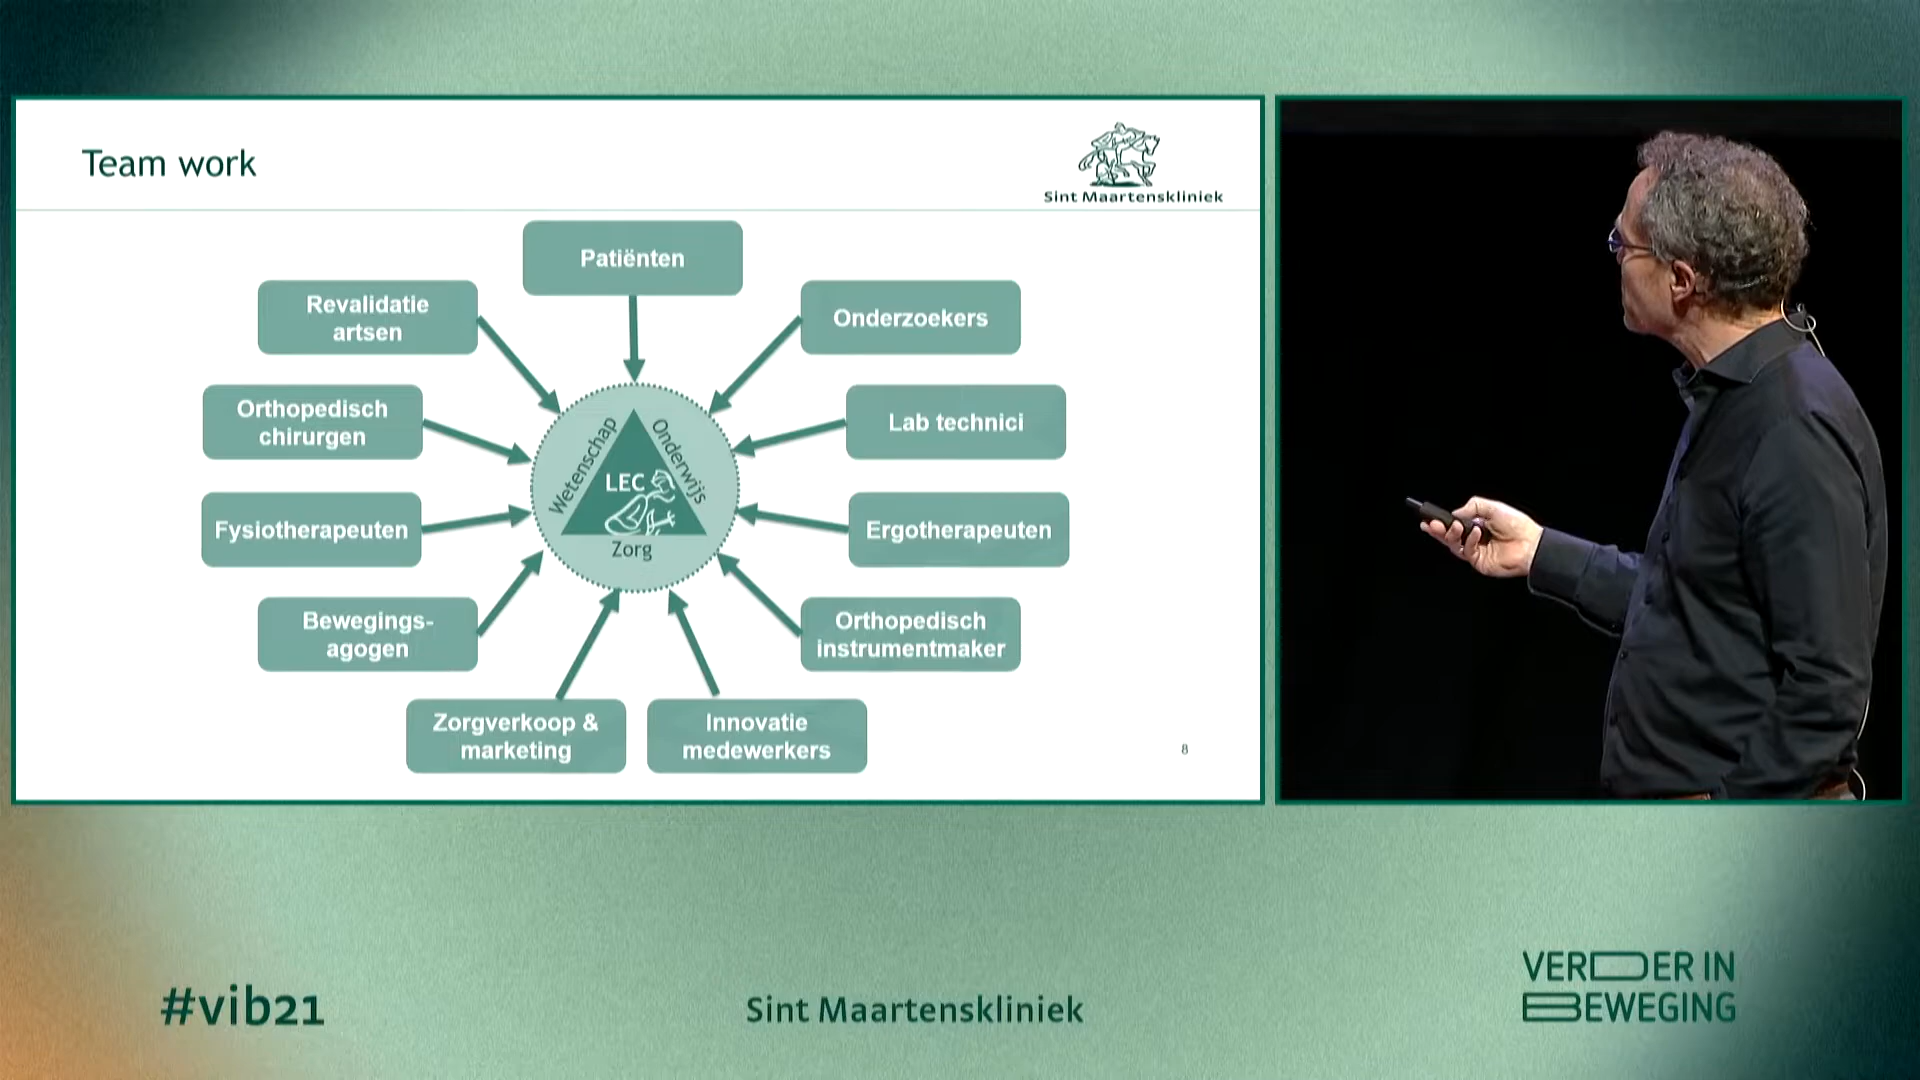 Team work
Sint Maartenskliniek
Patiënten
Revalidatie
artsen
Onderzoekers
Orthopedisch
chirurgen
Lab technici
Wetenschap
Onderwijs
LEC
Zorg
Fysiotherapeuten
Ergotherapeuten
Bewegings-
agogen
Orthopedisch
instrumentmaker
Zorgverkoop &
marketing
Innovatie
medewerkers
8
#vib21
Sint Maartenskliniek
VERDER IN
BEWEGING